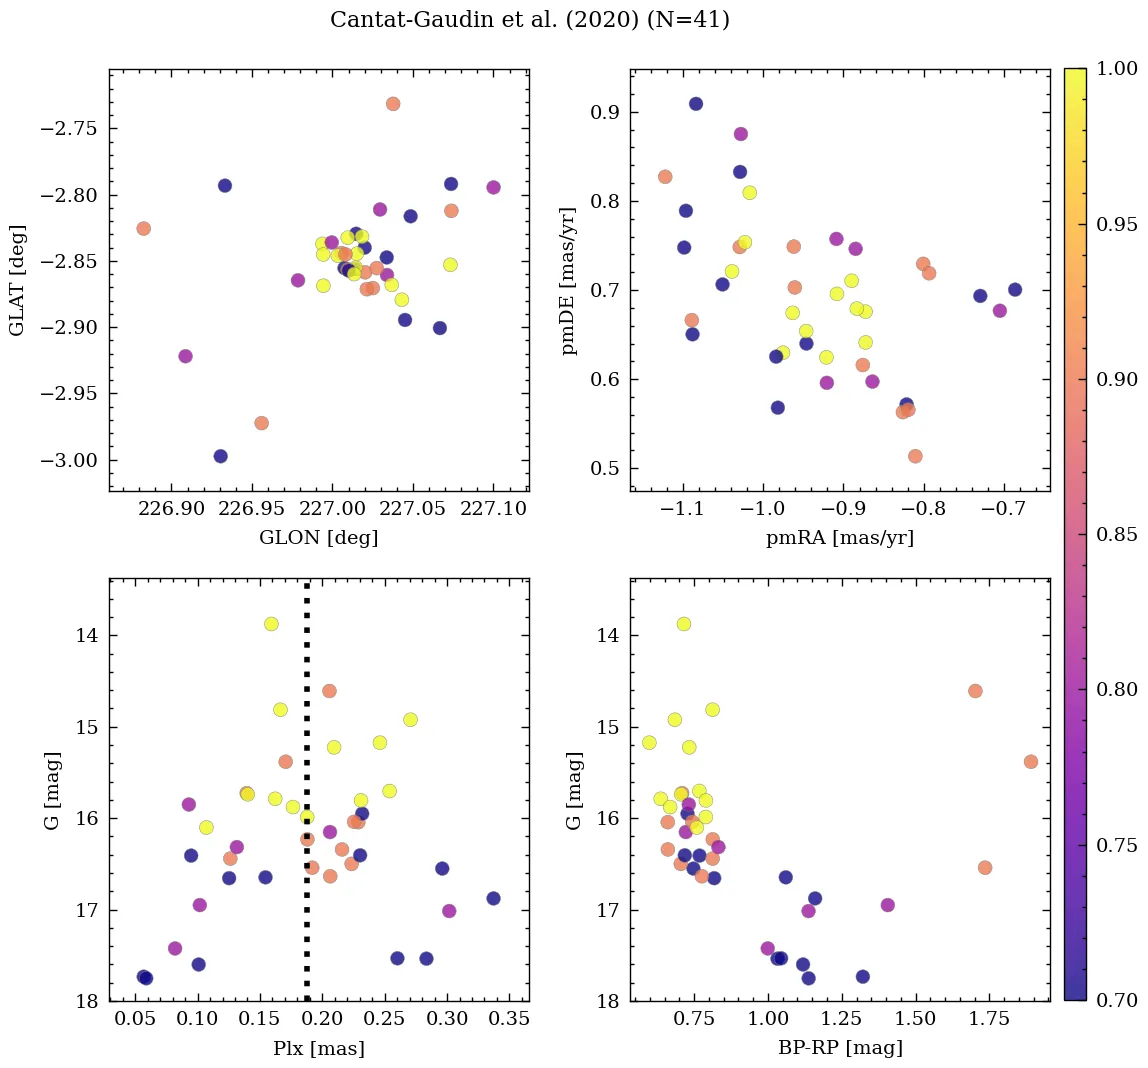 Cantat-Gaudin et al. (2020) (N=41)
GLAT [deg]
−2.75
−2.80
−2.85
−2.90
−2.95
−3.00
226.90 226.95 227.00 227.05 227.10
GLON [deg]
pmDE [mas/yr]
0.9
0.8
0.7
0.6
0.5
−1.1 −1.0 −0.9 −0.8 −0.7
pmRA [mas/yr]
G [mag]
14
15
16
17
18
0.05 0.10 0.15 0.20 0.25 0.30 0.35
Plx [mas]
G [mag]
14
15
16
17
18
0.75 1.00 1.25 1.50 1.75
BP-RP [mag]
1.00
0.95
0.90
0.85
0.80
0.75
0.70